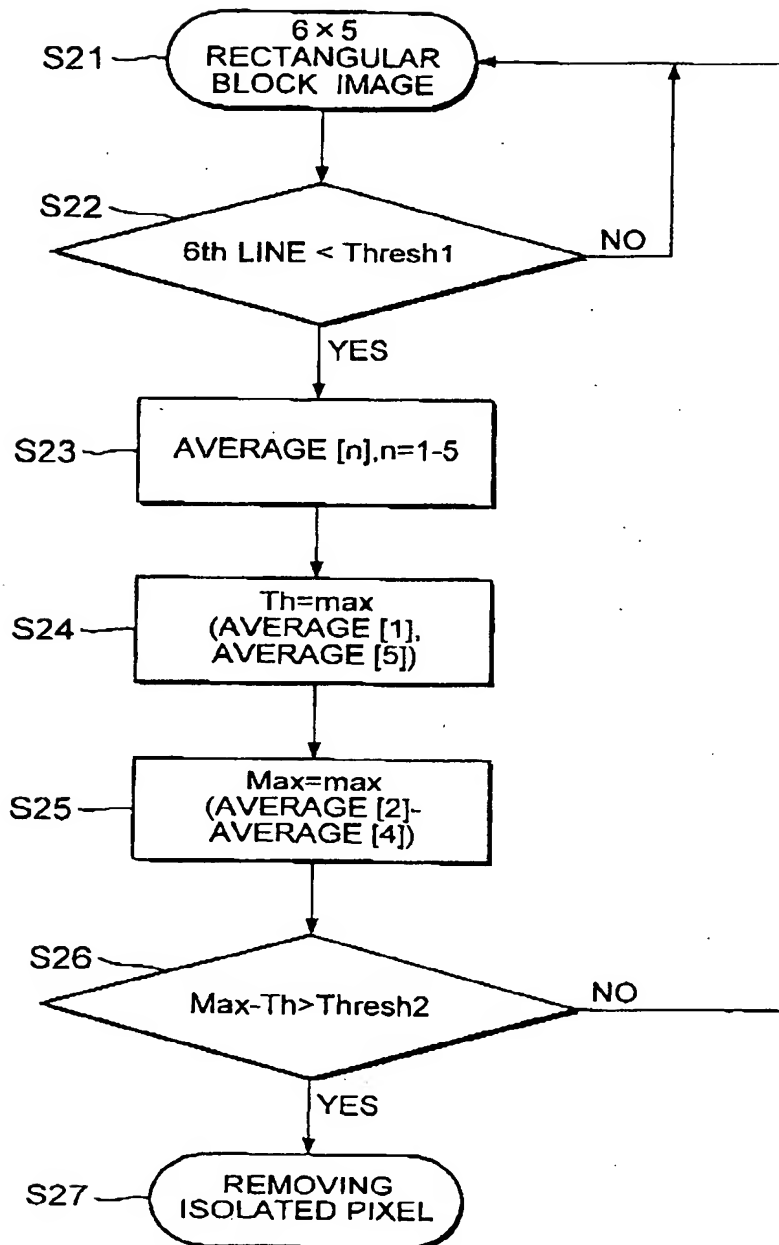 S21
6×5
RECTANGULAR
BLOCK IMAGE
S22
6th LINE < Thresh1
NO
YES
S23
AVERAGE [n],n=1-5
S24
Th=max
(AVERAGE [1],
AVERAGE [5])
S25
Max=max
(AVERAGE [2]-
AVERAGE [4])
S26
Max-Th>Thresh2
NO
YES
S27
REMOVING
ISOLATED PIXEL